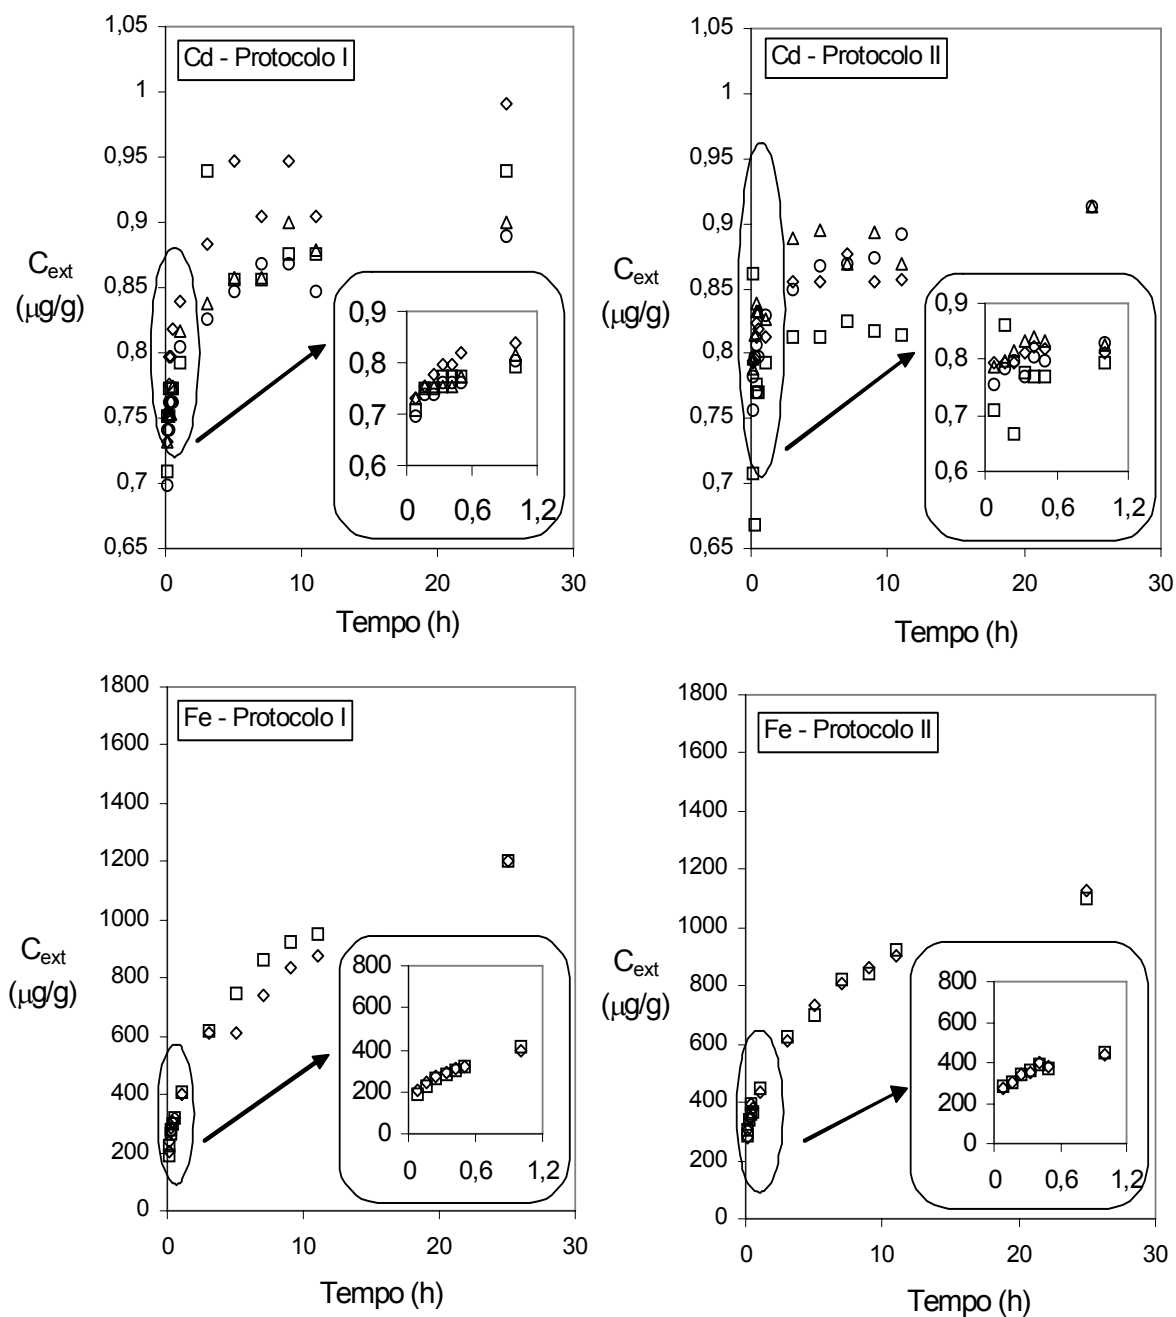 Cd - Protocolo I
1,05
1
0,95
0,9
0,85
0,8
0,75
0,7
0,65
C_ext
(μg/g)
0,9
0,8
0,7
0,6
0 0,6 1,2
0 10 20 30
Tempo (h)
Cd - Protocolo II
1,05
1
0,95
0,9
0,85
0,8
0,75
0,7
0,65
C_ext
(μg/g)
0,9
0,8
0,7
0,6
0 0,6 1,2
0 10 20 30
Tempo (h)
Fe - Protocolo I
1800
1600
1400
1200
1000
800
600
400
200
0
C_ext
(μg/g)
800
600
400
200
0
0 0,6 1,2
0 10 20 30
Tempo (h)
Fe - Protocolo II
1800
1600
1400
1200
1000
800
600
400
200
0
C_ext
(μg/g)
800
600
400
200
0
0 0,6 1,2
0 10 20 30
Tempo (h)